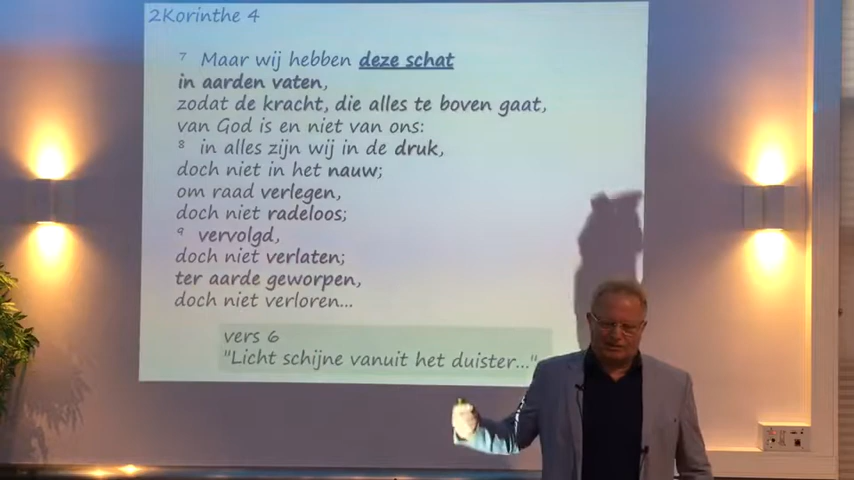 2Korinthe 4
7 Maar wij hebben deze schat
in aarden vaten,
zodat de kracht, die alles te boven gaat,
van God is en niet van ons:
8 in alles zijn wij in de druk,
doch niet in het nauw;
om raad verlegen,
doch niet radeloos;
9 vervolgd,
doch niet verlaten;
ter aarde geworpen,
doch niet verloren...
vers 6
"Licht schijne vanuit het duister..."